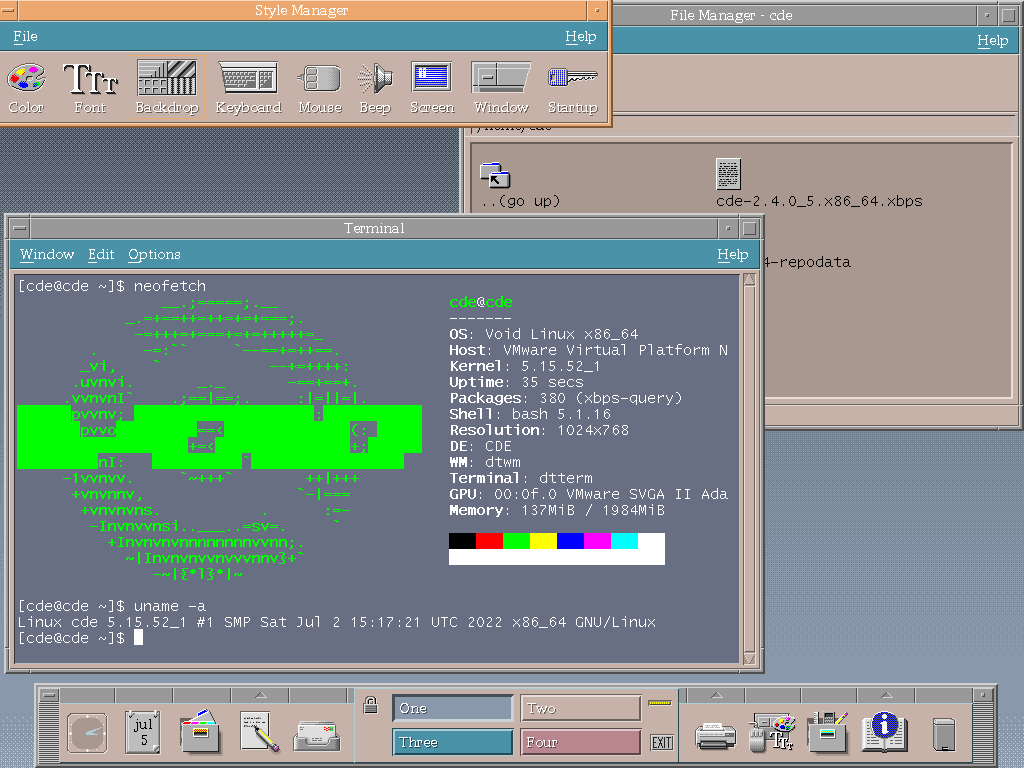 Style Manager
File Help
Color Font Backdrop Keyboard Mouse Beep Screen Window Startup
File Manager - cde
Help
..(go up)
cde-2.4.0_5.x86_64.xbps
4-repodata
Terminal
Window Edit Options Help
[cde@cde ~]$ neofetch
cde@cde
-------
OS: Void Linux x86_64
Host: VMware Virtual Platform N
Kernel: 5.15.52_1
Uptime: 35 secs
Packages: 380 (xbps-query)
Shell: bash 5.1.16
Resolution: 1024x768
DE: CDE
WM: dtwm
Terminal: dtterm
GPU: 00:0f.0 VMware SVGA II Ada
Memory: 137MiB / 1984MiB
[cde@cde ~]$ uname -a
Linux cde 5.15.52_1 #1 SMP Sat Jul 2 15:17:21 UTC 2022 x86_64 GNU/Linux
[cde@cde ~]$
jul
5
One Two
Three Four
EXIT